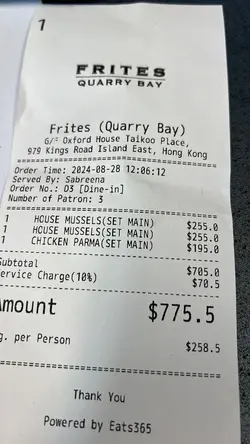 1
FRITES
QUARRY BAY
Frites (Quarry Bay)
G/F Oxford House Taikoo Place,
979 Kings Road Island East, Hong Kong
Order Time: 2024-08-28 12:06:12
Served By: Sabreena
Order No.: D3 [Dine-in]
Number of Patron: 3
1 HOUSE MUSSELS(SET MAIN) $255.0
1 HOUSE MUSSELS(SET MAIN) $255.0
1 CHICKEN PARMA(SET MAIN) $195.0
Subtotal $705.0
ervice Charge(10%) $70.5
Amount $775.5
g. per Person $258.5
Thank You
Powered by Eats365